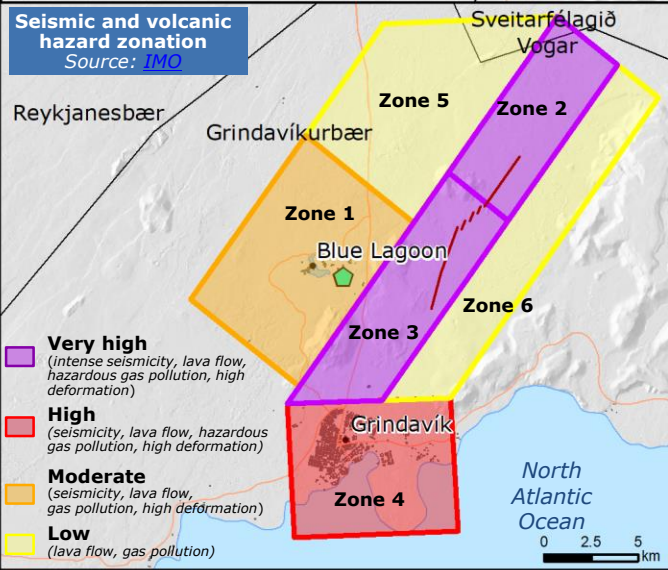 Seismic and volcanic
hazard zonation
Source: IMO
Sveitarfélagið
Vogar
Reykjanesbær
Grindavíkurbær
Zone 5
Zone 2
Zone 1
Blue Lagoon
Zone 6
Zone 3
Very high
(intense seismicity, lava flow,
hazardous gas pollution, high
deformation)
High
(seismicity, lava flow, hazardous
gas pollution, high deformation)
Moderate
(seismicity, lava flow,
gas pollution, high deformation)
Low
(lava flow, gas pollution)
Grindavík
Zone 4
North
Atlantic
Ocean
0 2.5 5
km